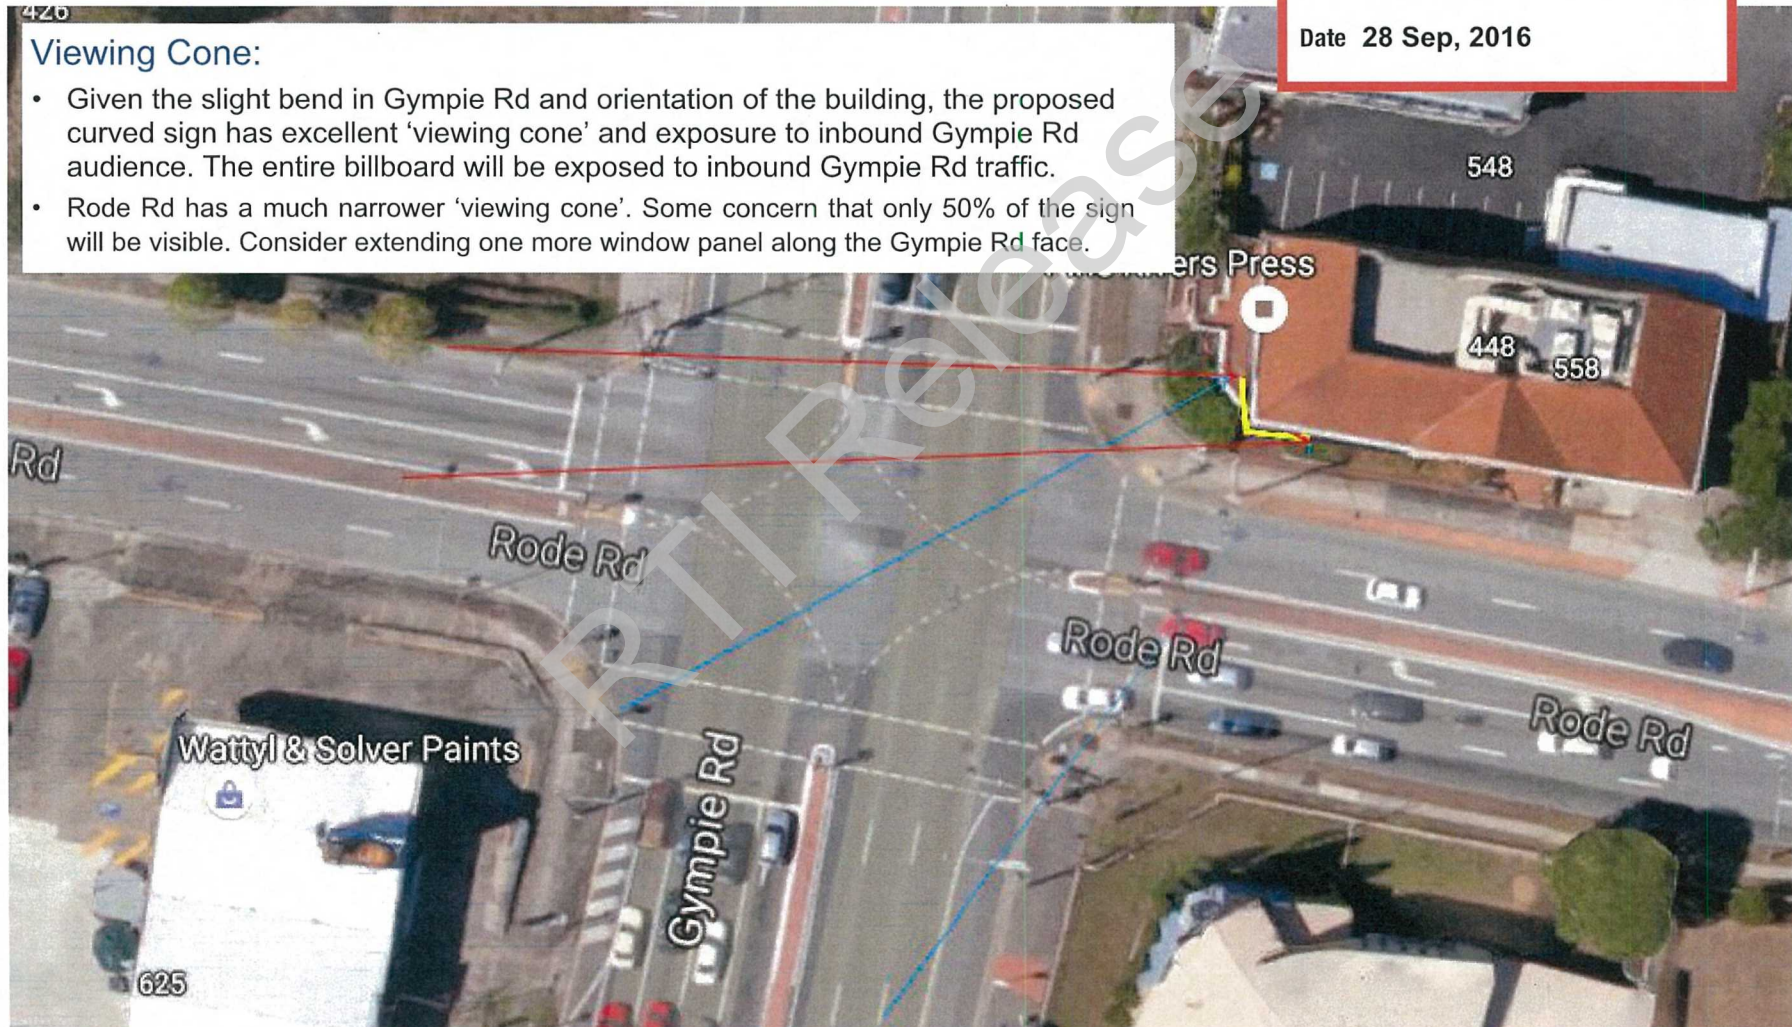 426
Date 28 Sep, 2016
Viewing Cone:
• Given the slight bend in Gympie Rd and orientation of the building, the proposed
curved sign has excellent ‘viewing cone’ and exposure to inbound Gympie Rd
audience. The entire billboard will be exposed to inbound Gympie Rd traffic.
• Rode Rd has a much narrower ‘viewing cone’. Some concern that only 50% of the sign
will be visible. Consider extending one more window panel along the Gympie Rd face.
548
Press
448
558
Rd
Rode Rd
Rode Rd
Rode Rd
Wattyl & Solver Paints
Gympie Rd
625
RTI Release